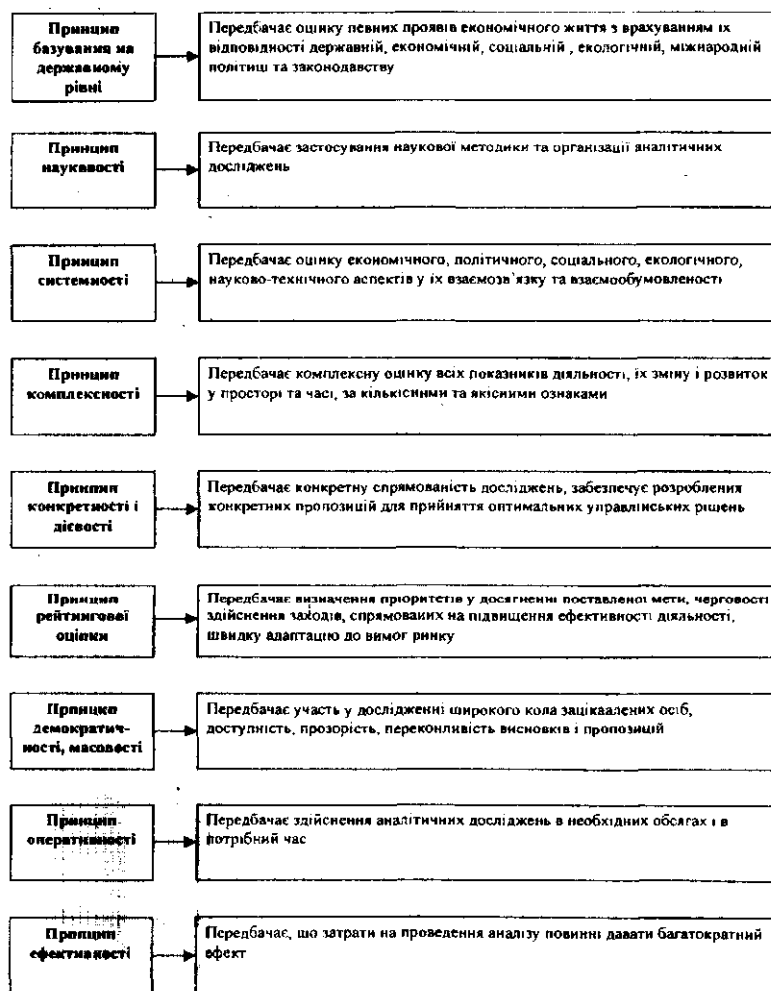 Принцип
базування на
державному
рівні
Передбачає оцінку певних проявів економічного життя з врахуванням їх
відповідності державній, економічній, соціальній , екологічній, міжнародній
політиці та законодавству
Принцип
науковості
Передбачає застосування наукової методики та організації аналітичних
досліджень
Принцип
системності
Передбачає оцінку економічного, політичного, соціального, екологічного,
науково-технічного аспектів у їх взаємозв'язку та взаємообумовленості
Принцип
комплексності
Передбачає комплексну оцінку всіх показників діяльності, їх зміну і розвиток
у просторі та часі, за кількісними та якісними ознаками
Принцип
конкретності і
дієвості
Передбачає конкретну спрямованість досліджень, забезпечує розроблення
конкретних пропозицій для прийняття оптимальних управлінських рішень
Принцип
рейтингової
оцінки
Передбачає визначення пріоритетів у досягненні поставленої мети, черговості
здійснення заходів, спрямованих на підвищення ефективності діяльності,
швидку адаптацію до вимог ринку
Принцип
демократич-
ності, масовості
Передбачає участь у дослідженні широкого кола зацікавлених осіб,
доступність, прозорість, переконливість висновків і пропозицій
Принцип
оперативності
Передбачає здійснення аналітичних досліджень в необхідних обсягах і в
потрібний час
Принцип
ефективності
Передбачає, що затрати на проведення аналізу повинні давати багатократний
ефект